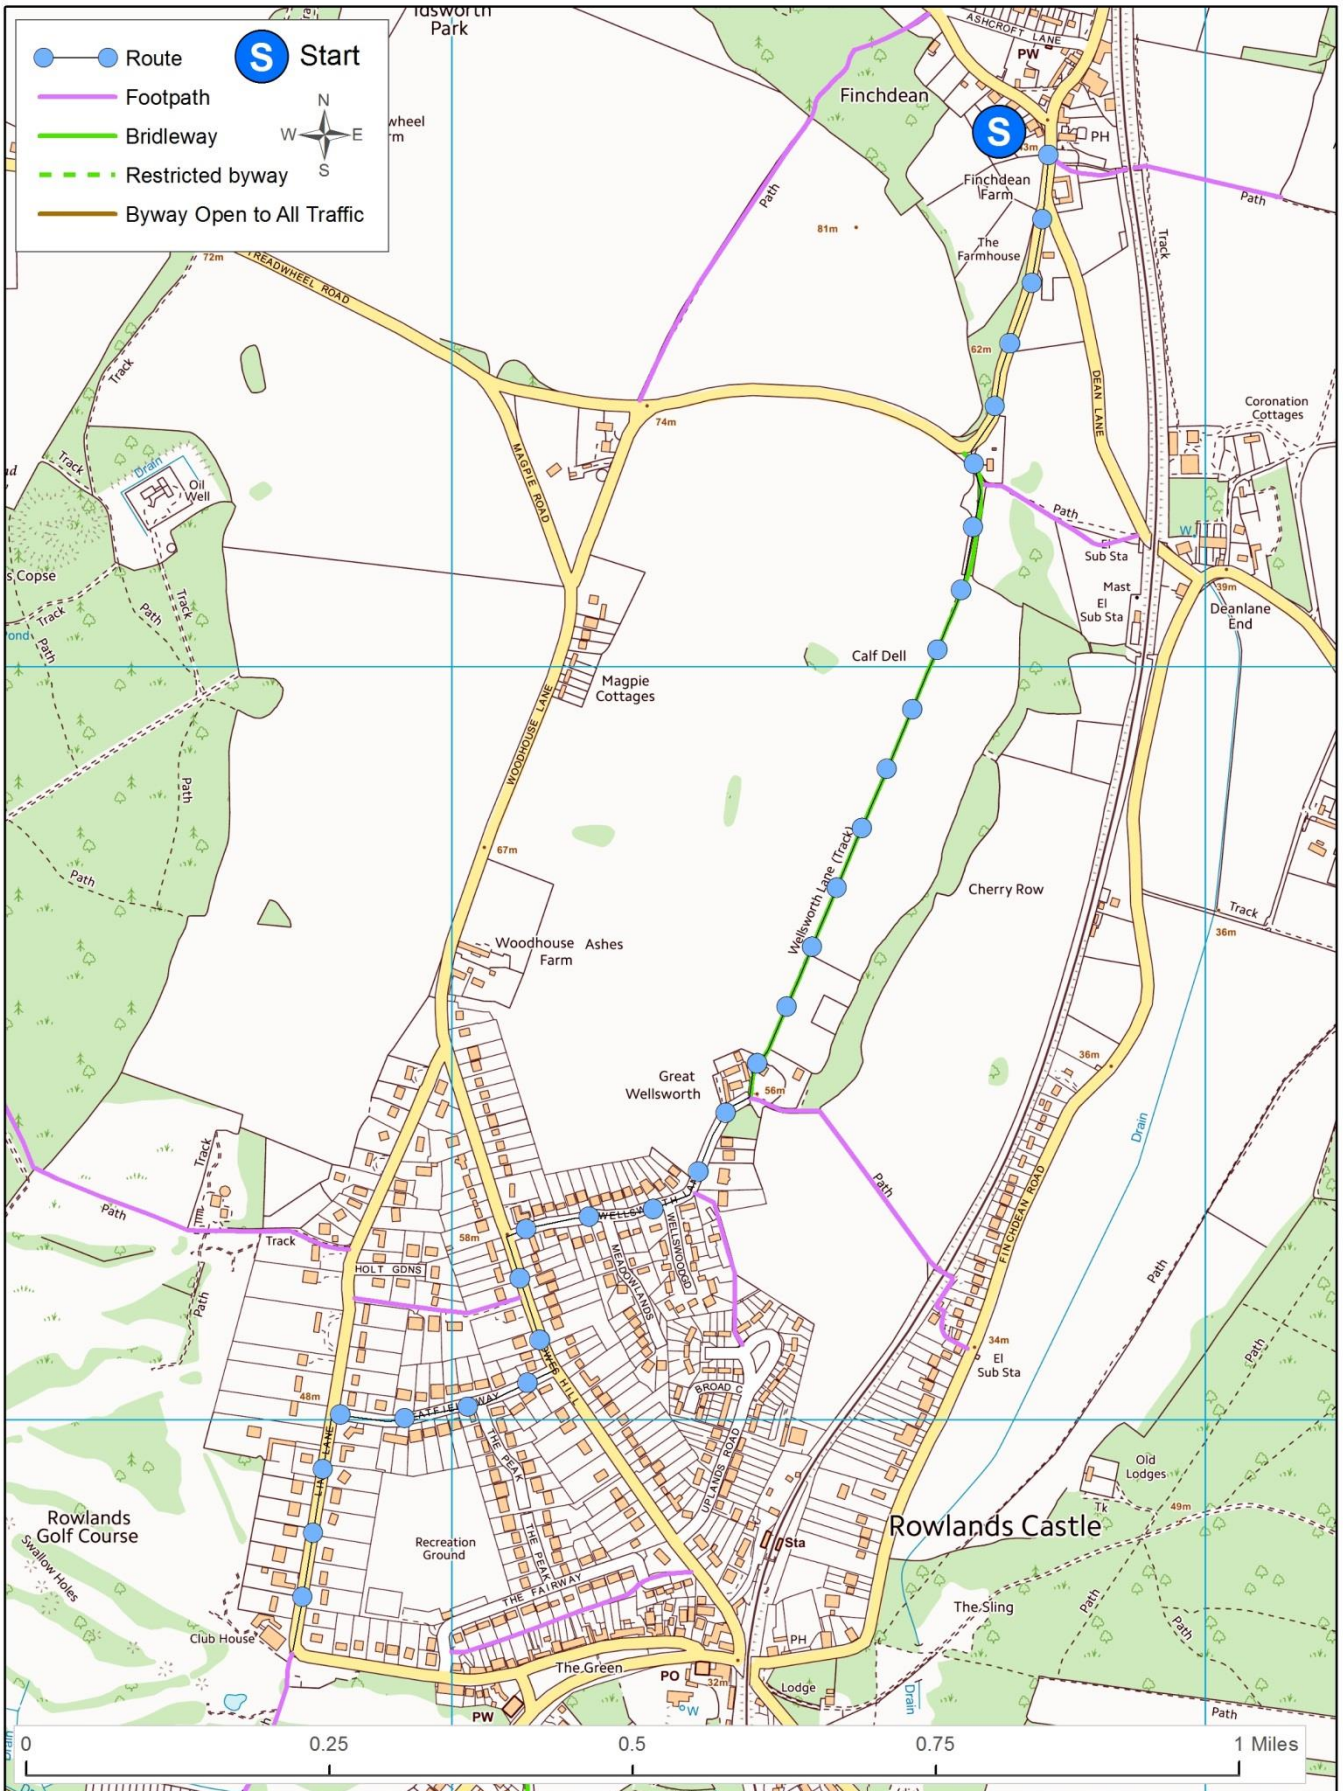 Park
Route
S
Start
Footpath
Bridleway
Restricted byway
Byway Open to All Traffic
N
W
E
S
ASHCROFT LANE
PW
Finchdean
S
PH
Finchdean
Farm
Path
Path
Track
81m
The
Farmhouse
72m
TREADWHEEL ROAD
Track
62m
DEAN LANE
74m
MAGPIE ROAD
Coronation
Cottages
Track
Drain
Oil
Well
Path
El
Sub Sta
W
Mast
El
Sub Sta
39m
Deanlane
End
s Copse
Track
Path
Track
Path
Calf Dell
Magpie
Cottages
WOODHOUSE LANE
Path
67m
Path
Wellsworth Lane (Track)
Cherry Row
Track
36m
Woodhouse
Farm
Ashes
Great
Wellsworth
56m
36m
Drain
Track
Path
Path
Track
58m
HOLT GDNS
Path
MEADOWLANDS
FINCHDEAN ROAD
Path
34m
El
Sub Sta
Path
48m
BROAD C
THE PEAK
UPLANDS ROAD
Old
Lodges
Tk
49m
Rowlands
Golf Course
Swallow Holes
Recreation
Ground
THE PEAK
Rowlands Castle
Sta
THE FAIRWAY
The Sling
Path
Path
Club House
The Green
PH
PO
32m
Lodge
Drain
W
PW
Path
Drain
0
0.25
0.5
0.75
1 Miles